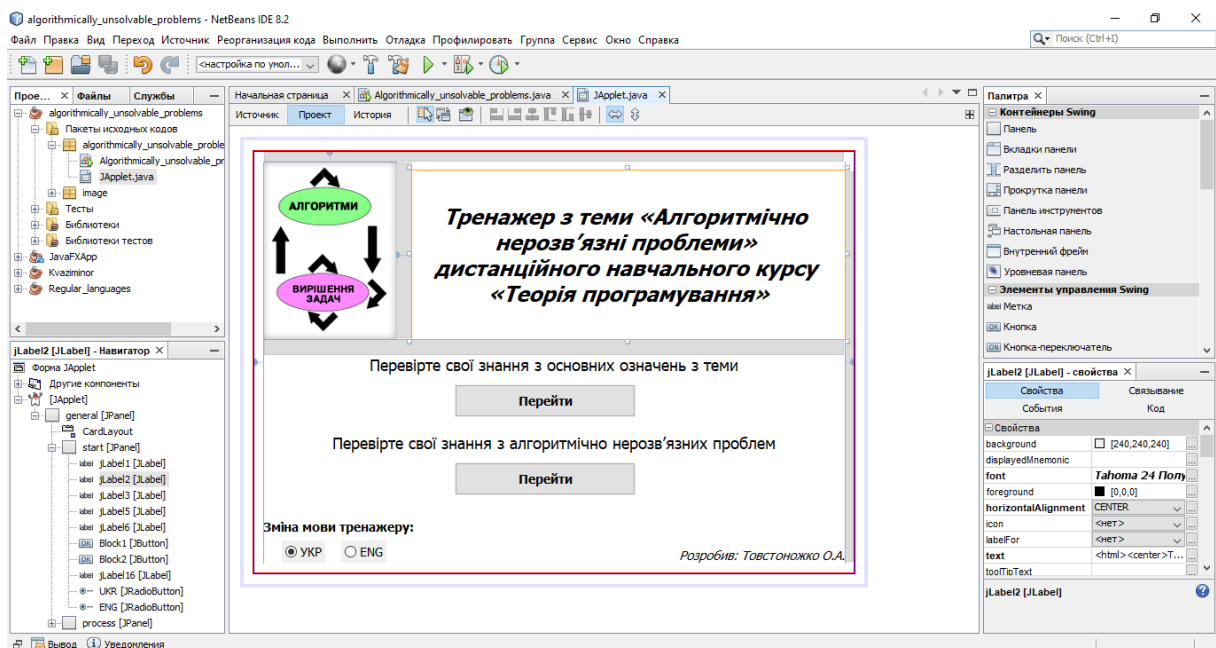 algorithmically_unsolvable_problems - NetBeans IDE 8.2
Файл Правка Вид Переход Источник Реорганизация кода Выполнить Отладка Профилировать Группа Сервис Окно Справка
Поиск (Ctrl+I)
<настройка по умол...
Прое... Файлы Службы
algorithmically_unsolvable_problems
Пакеты исходных кодов
algorithmically_unsolvable_proble
Algorithmically_unsolvable_pr
JApplet.java
image
Тесты
Библиотеки
Библиотеки тестов
JavaFXApp
Kvaziminor
Regular_languages
jLabel2 [JLabel] - Навигатор
Форма JApplet
Другие компоненты
[JApplet]
general [JPanel]
CardLayout
start [JPanel]
label jLabel1 [JLabel]
label jLabel2 [JLabel]
label jLabel3 [JLabel]
label jLabel5 [JLabel]
label jLabel6 [JLabel]
OK Block1 [JButton]
OK Block2 [JButton]
label jLabel16 [JLabel]
UKR [JRadioButton]
ENG [JRadioButton]
process [JPanel]
Вывод Уведомления
Начальная страница Algorithmically_unsolvable_problems.java JApplet.java
Источник Проект История
АЛГОРИТМИ
ВИРІШЕННЯ
ЗАДАЧ
Тренажер з теми «Алгоритмічно
нерозв’язні проблеми»
дистанційного навчального курсу
«Теорія програмування»
Перевірте свої знання з основних означень з теми
Перейти
Перевірте свої знання з алгоритмічно нерозв’язних проблем
Перейти
Зміна мови тренажеру:
УКР ENG
Розробив: Товстоножко О.А.
Палитра
Контейнеры Swing
Панель
Вкладки панели
Разделить панель
Прокрутка панели
Панель инструментов
Настольная панель
Внутренний фрейм
Уровневая панель
Элементы управления Swing
label Метка
OK Кнопка
ON Кнопка-переключатель
jLabel2 [JLabel] - свойства
Свойства Связывание
События Код
Свойства
background [240,240,240]
displayedMnemonic
font Tahoma 24 Полу
foreground [0,0,0]
horizontalAlignment CENTER
icon <нет>
labelFor <нет>
text <html><center>Т...
toolTipText
jLabel2 [JLabel]